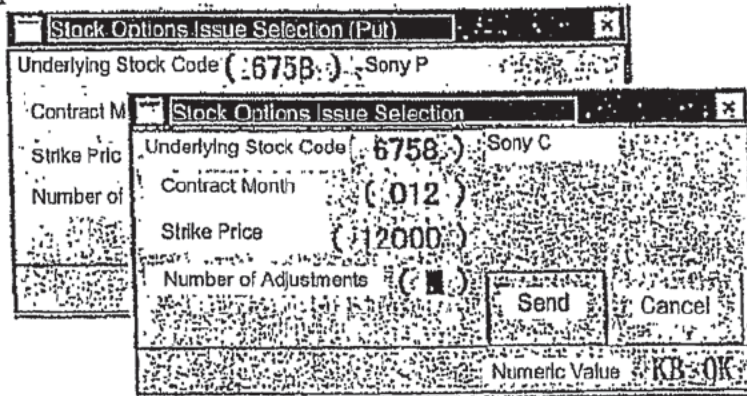 Stock Options Issue Selection (Put)
Underlying Stock Code (6758) Sony P
Contract M
Strike Pric
Number of
Stock Options Issue Selection
Underlying Stock Code (6758) Sony C
Contract Month (012)
Strike Price (12000)
Number of Adjustments ( )
Send Cancel
Numeric Value KB-OK